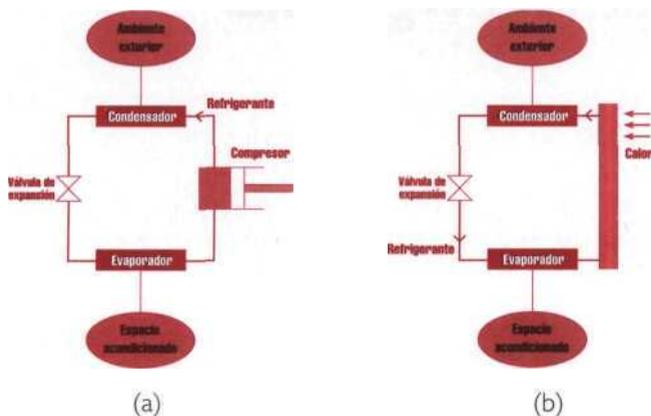 Ambiente
exterior
Condensador
Refrigerante
Compresor
Válvula de
expansión
Evaporador
Espacio
acondicionado
(a)
Ambiente
exterior
Condensador
Calor
Válvula de
expansión
Refrigerante
Evaporador
Espacio
acondicionado
(b)